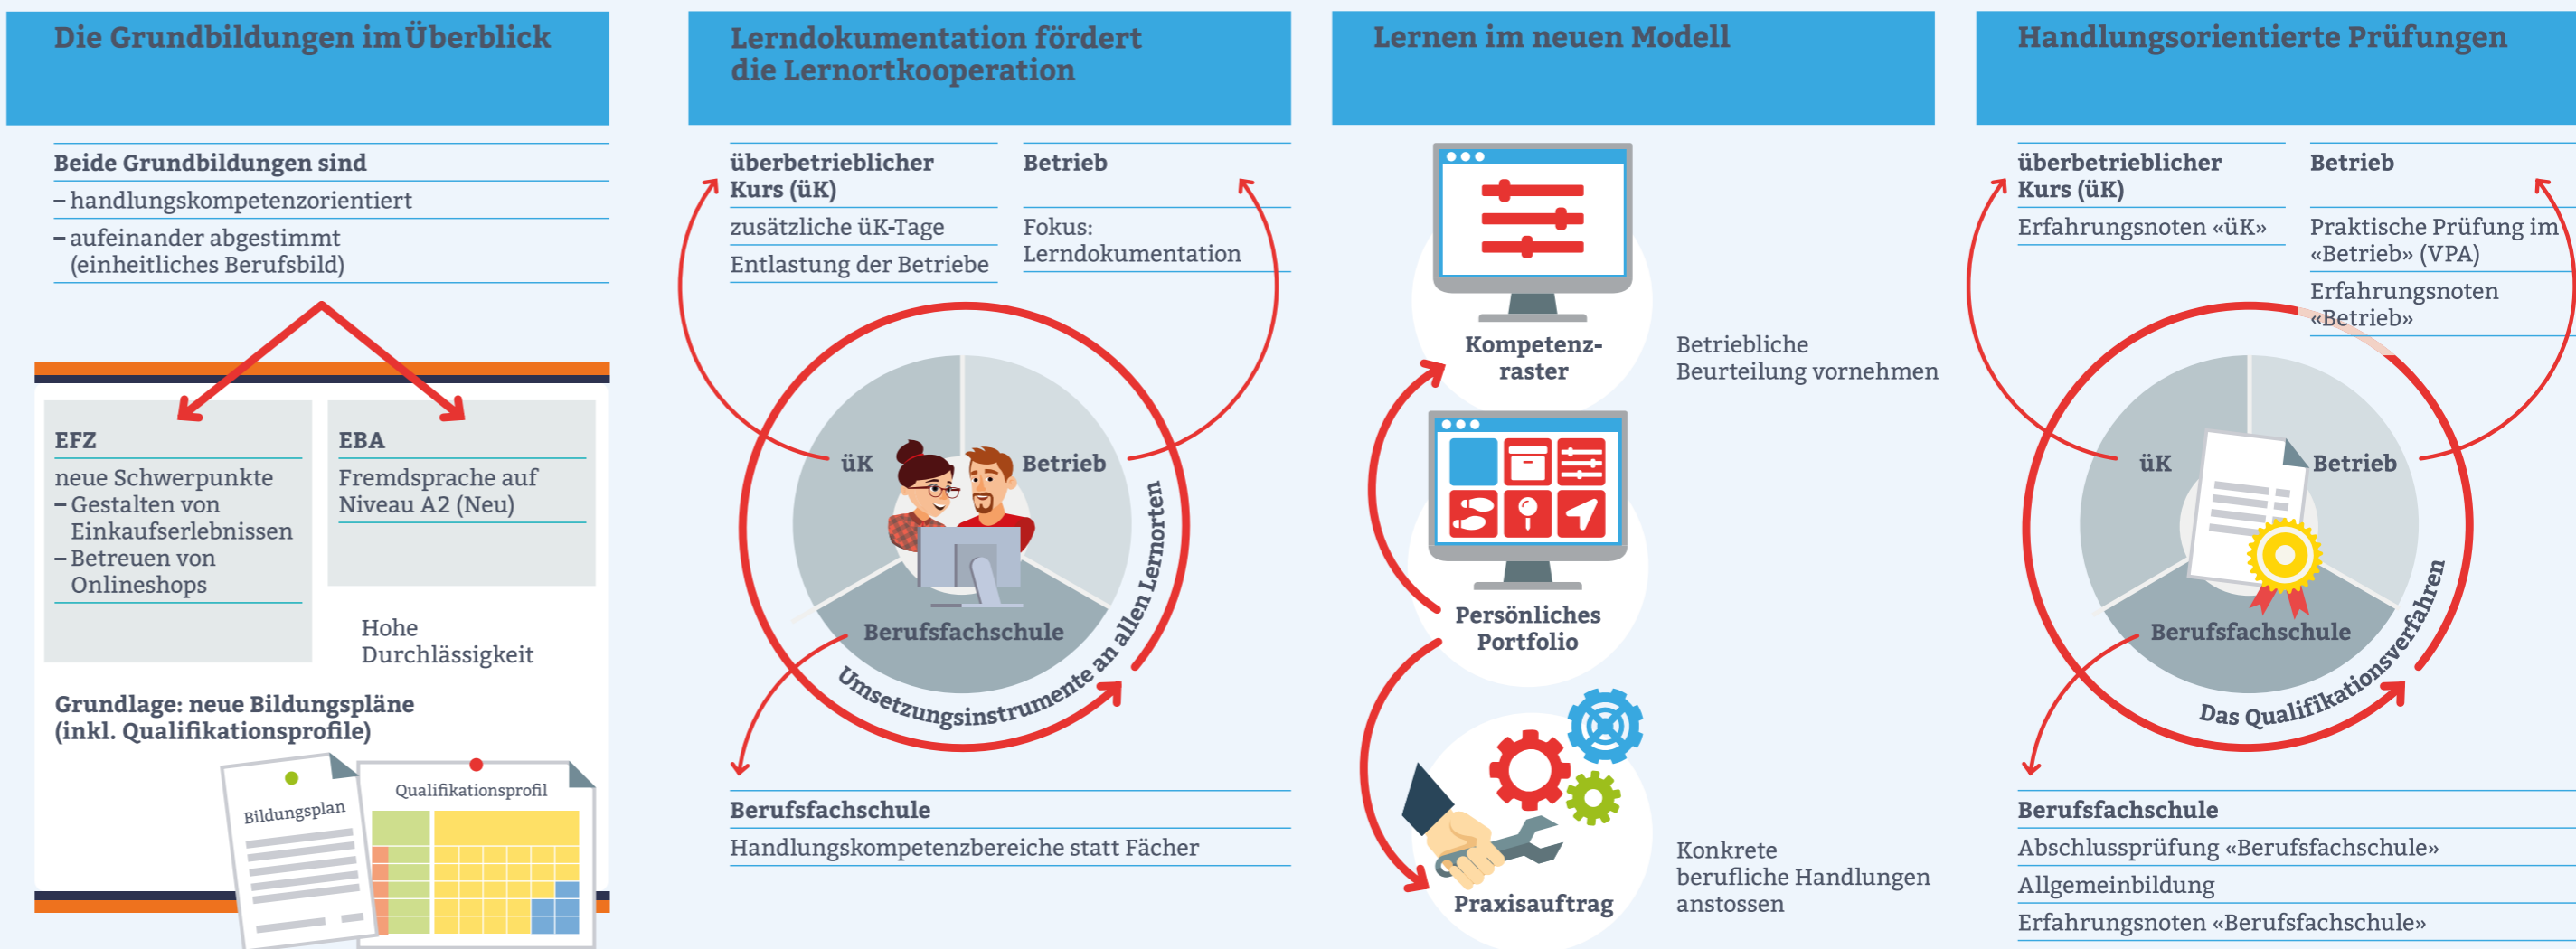 Die Grundbildungen im Überblick
Beide Grundbildungen sind
– handlungskompetenzorientiert
– aufeinander abgestimmt
(einheitliches Berufsbild)
EFZ
neue Schwerpunkte
– Gestalten von
Einkaufserlebnissen
– Betreuen von
Onlineshops
EBA
Fremdsprache auf
Niveau A2 (Neu)
Hohe
Durchlässigkeit
Grundlage: neue Bildungspläne
(inkl. Qualifikationsprofile)
Bildungsplan
Qualifikationsprofil
Lerndokumentation fördert
die Lernortkooperation
überbetrieblicher
Kurs (üK)
zusätzliche üK-Tage
Entlastung der Betriebe
Betrieb
Fokus:
Lerndokumentation
üK
Betrieb
Berufsfachschule
Umsetzungsinstrumente an allen Lernorten
Berufsfachschule
Handlungskompetenzbereiche statt Fächer
Lernen im neuen Modell
Kompetenz-
raster
Betriebliche
Beurteilung vornehmen
Persönliches
Portfolio
Praxisauftrag
Konkrete
berufliche Handlungen
anstossen
Handlungsorientierte Prüfungen
überbetrieblicher
Kurs (üK)
Erfahrungsnoten «üK»
Betrieb
Praktische Prüfung im
«Betrieb» (VPA)
Erfahrungsnoten
«Betrieb»
üK
Betrieb
Berufsfachschule
Das Qualifikationsverfahren
Berufsfachschule
Abschlussprüfung «Berufsfachschule»
Allgemeinbildung
Erfahrungsnoten «Berufsfachschule»